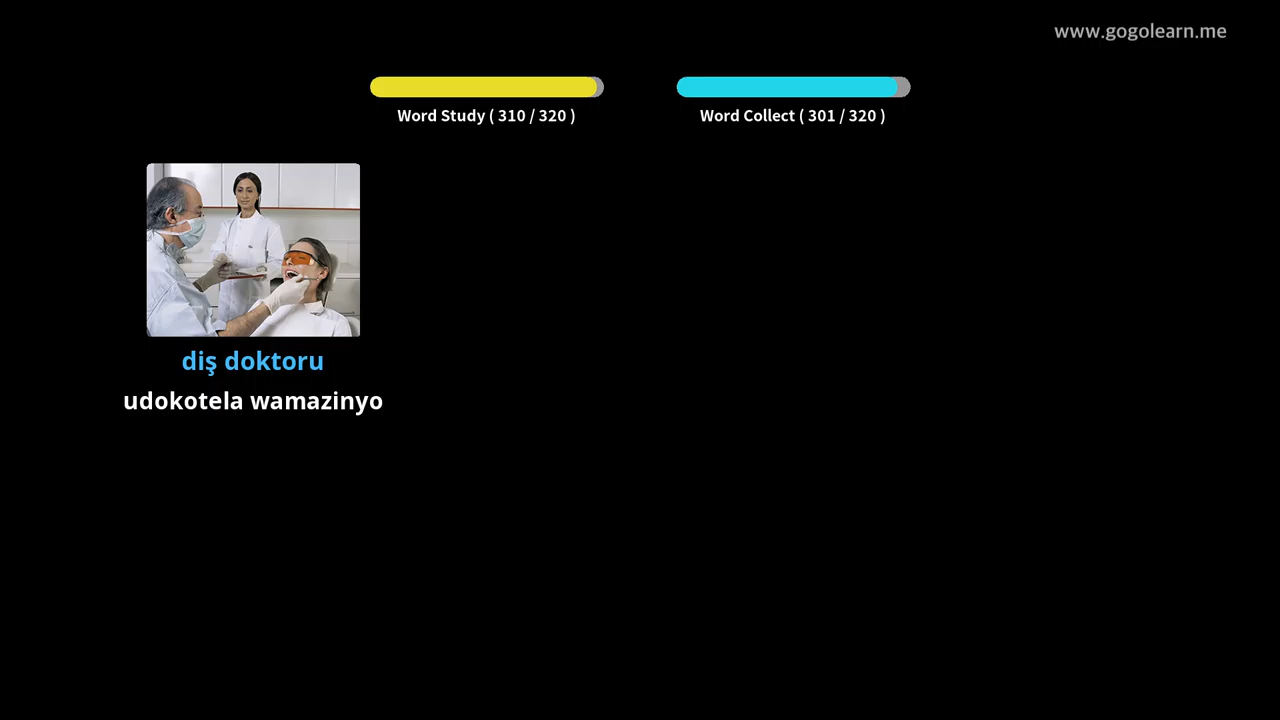 www.gogolearn.me
Word Study ( 310 / 320 )
Word Collect ( 301 / 320 )
diş doktoru
udokotela wamazinyo